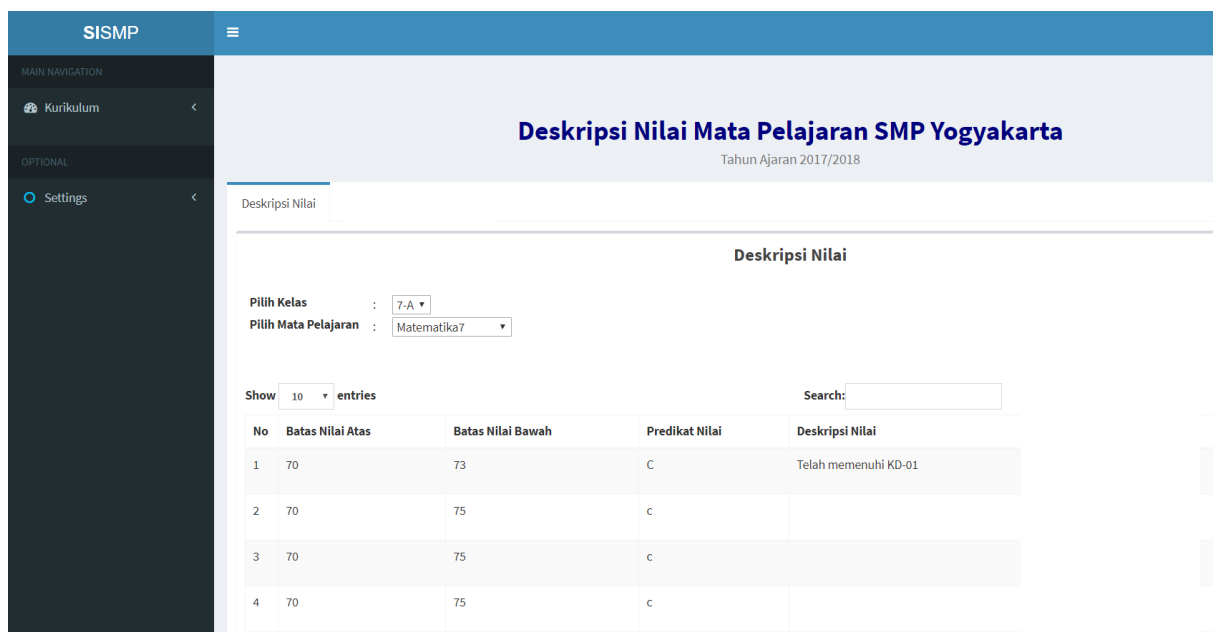 SISMP
MAIN NAVIGATION
Kurikulum
OPTIONAL
Settings
Deskripsi Nilai Mata Pelajaran SMP Yogyakarta
Tahun Ajaran 2017/2018
Deskripsi Nilai
Deskripsi Nilai
Pilih Kelas : 7-A
Pilih Mata Pelajaran : Matematika7
Show 10 entries Search:
No Batas Nilai Atas Batas Nilai Bawah Predikat Nilai Deskripsi Nilai
1 70 73 C Telah memenuhi KD-01
2 70 75 c
3 70 75 c
4 70 75 c